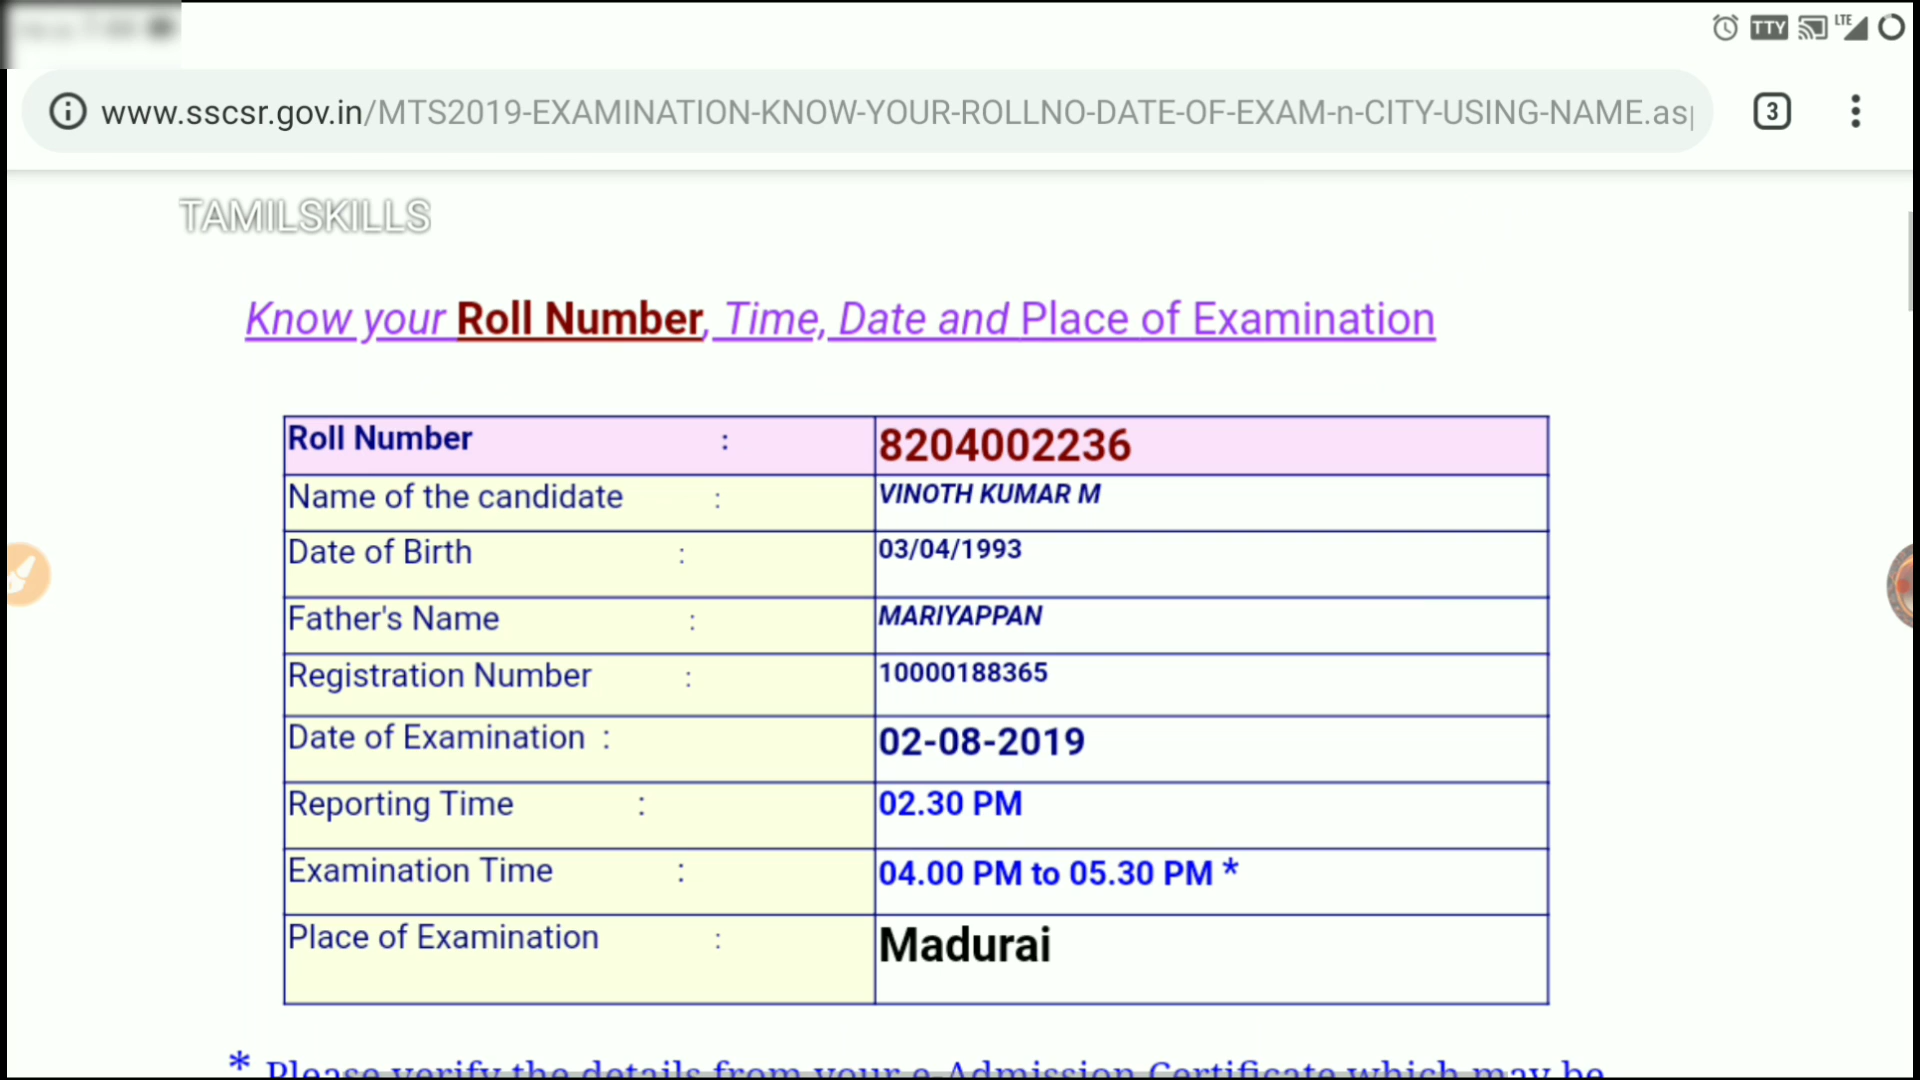 TTY LTE
www.sscsr.gov.in/MTS2019-EXAMINATION-KNOW-YOUR-ROLLNO-DATE-OF-EXAM-n-CITY-USING-NAME.asp 3
TAMILSKILLS
Know your Roll Number, Time, Date and Place of Examination
Roll Number : 8204002236
Name of the candidate : VINOTH KUMAR M
Date of Birth : 03/04/1993
Father's Name : MARIYAPPAN
Registration Number : 10000188365
Date of Examination : 02-08-2019
Reporting Time : 02.30 PM
Examination Time : 04.00 PM to 05.30 PM *
Place of Examination : Madurai
* Please verify the details from your e-Admission Certificate which may be